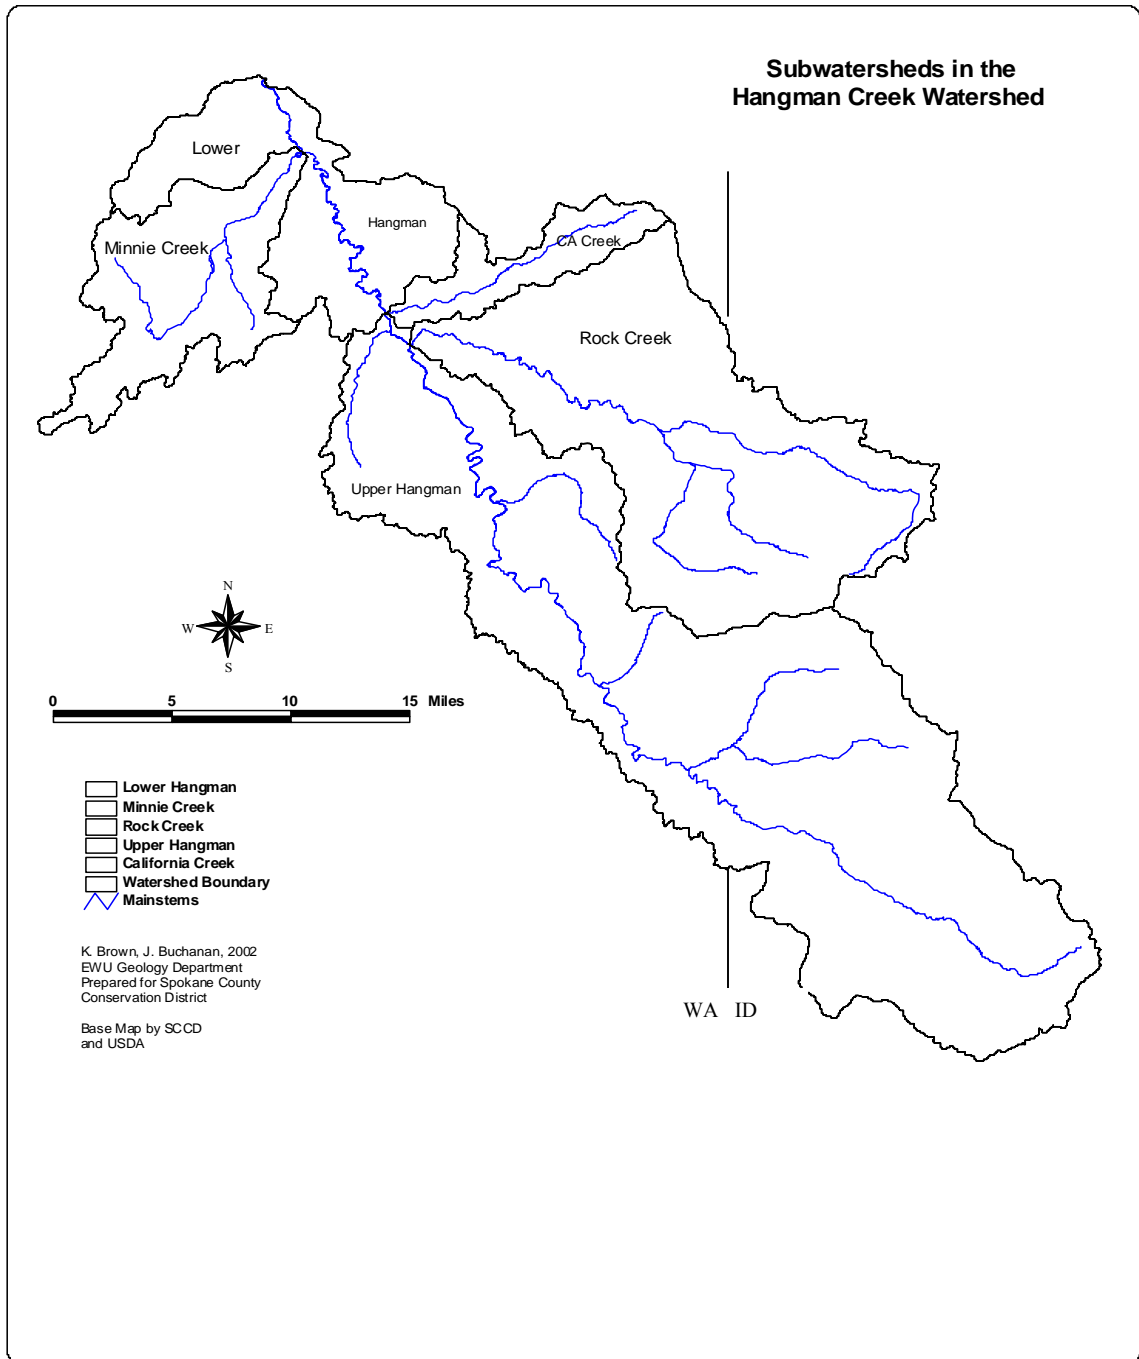 Subwatersheds in the
Hangman Creek Watershed
Lower
Hangman
Minnie Creek
CA Creek
Rock Creek
Upper Hangman
N
W
E
S
0 5 10 15 Miles
Lower Hangman
Minnie Creek
Rock Creek
Upper Hangman
California Creek
Watershed Boundary
Mainstems
K. Brown, J. Buchanan, 2002
EWU Geology Department
Prepared for Spokane County
Conservation District
Base Map by SCCD
and USDA
WA ID